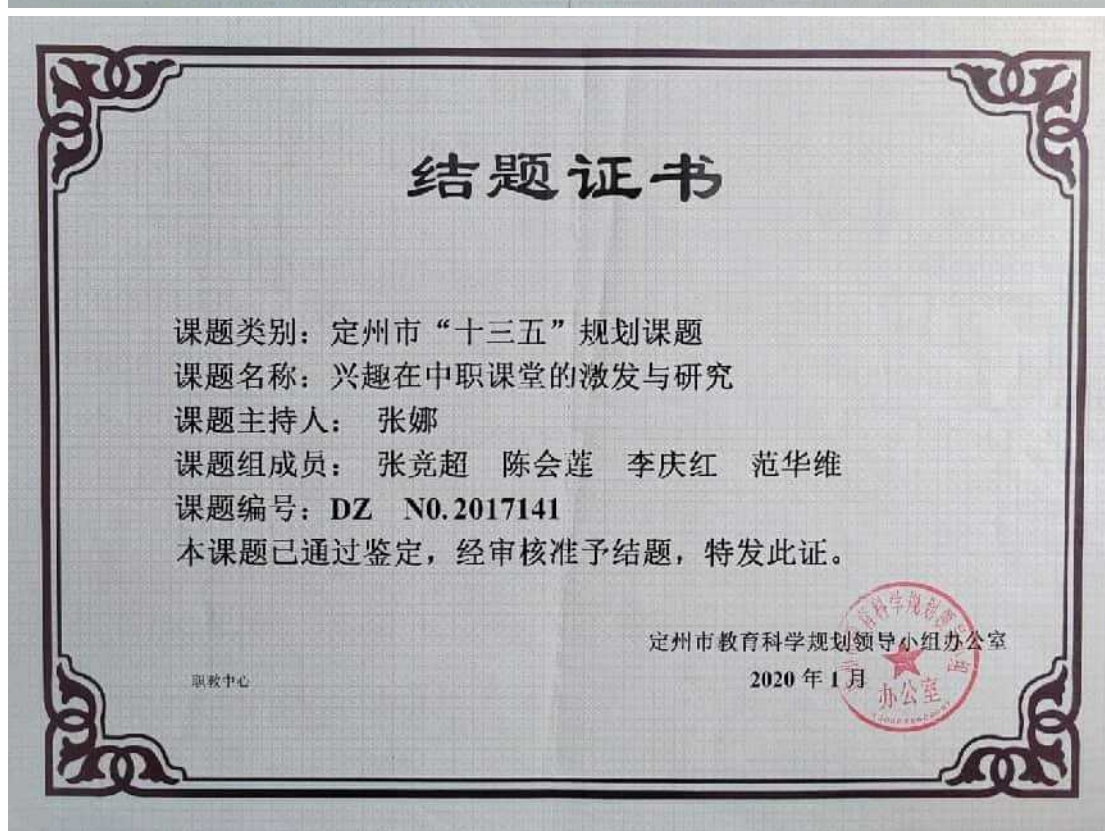 结题证书
课题类别：定州市“十三五”规划课题
课题名称：兴趣在中职课堂的激发与研究
课题主持人： 张娜
课题组成员： 张竞超 陈会莲 李庆红 范华维
课题编号：DZ N0.2017141
本课题已通过鉴定，经审核准予结题，特发此证。
定州市教育科学规划领导小组办公室
2020 年 1 月
职教中心
办公室